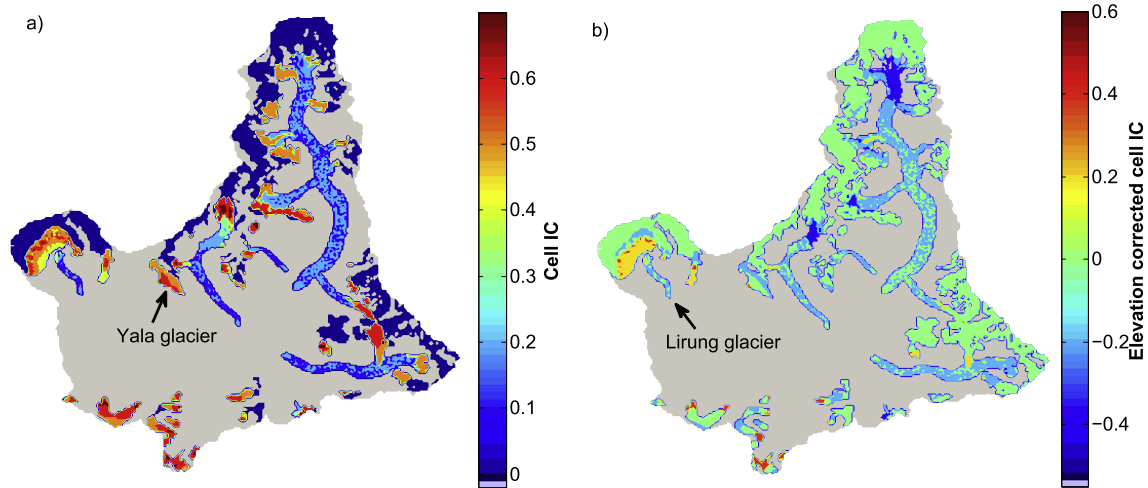 a)
Yala glacier
0.6
0.5
0.4
0.3
0.2
0.1
0
Cell IC
b)
Lirung glacier
0.6
0.4
0.2
0
−0.2
−0.4
Elevation corrected cell IC